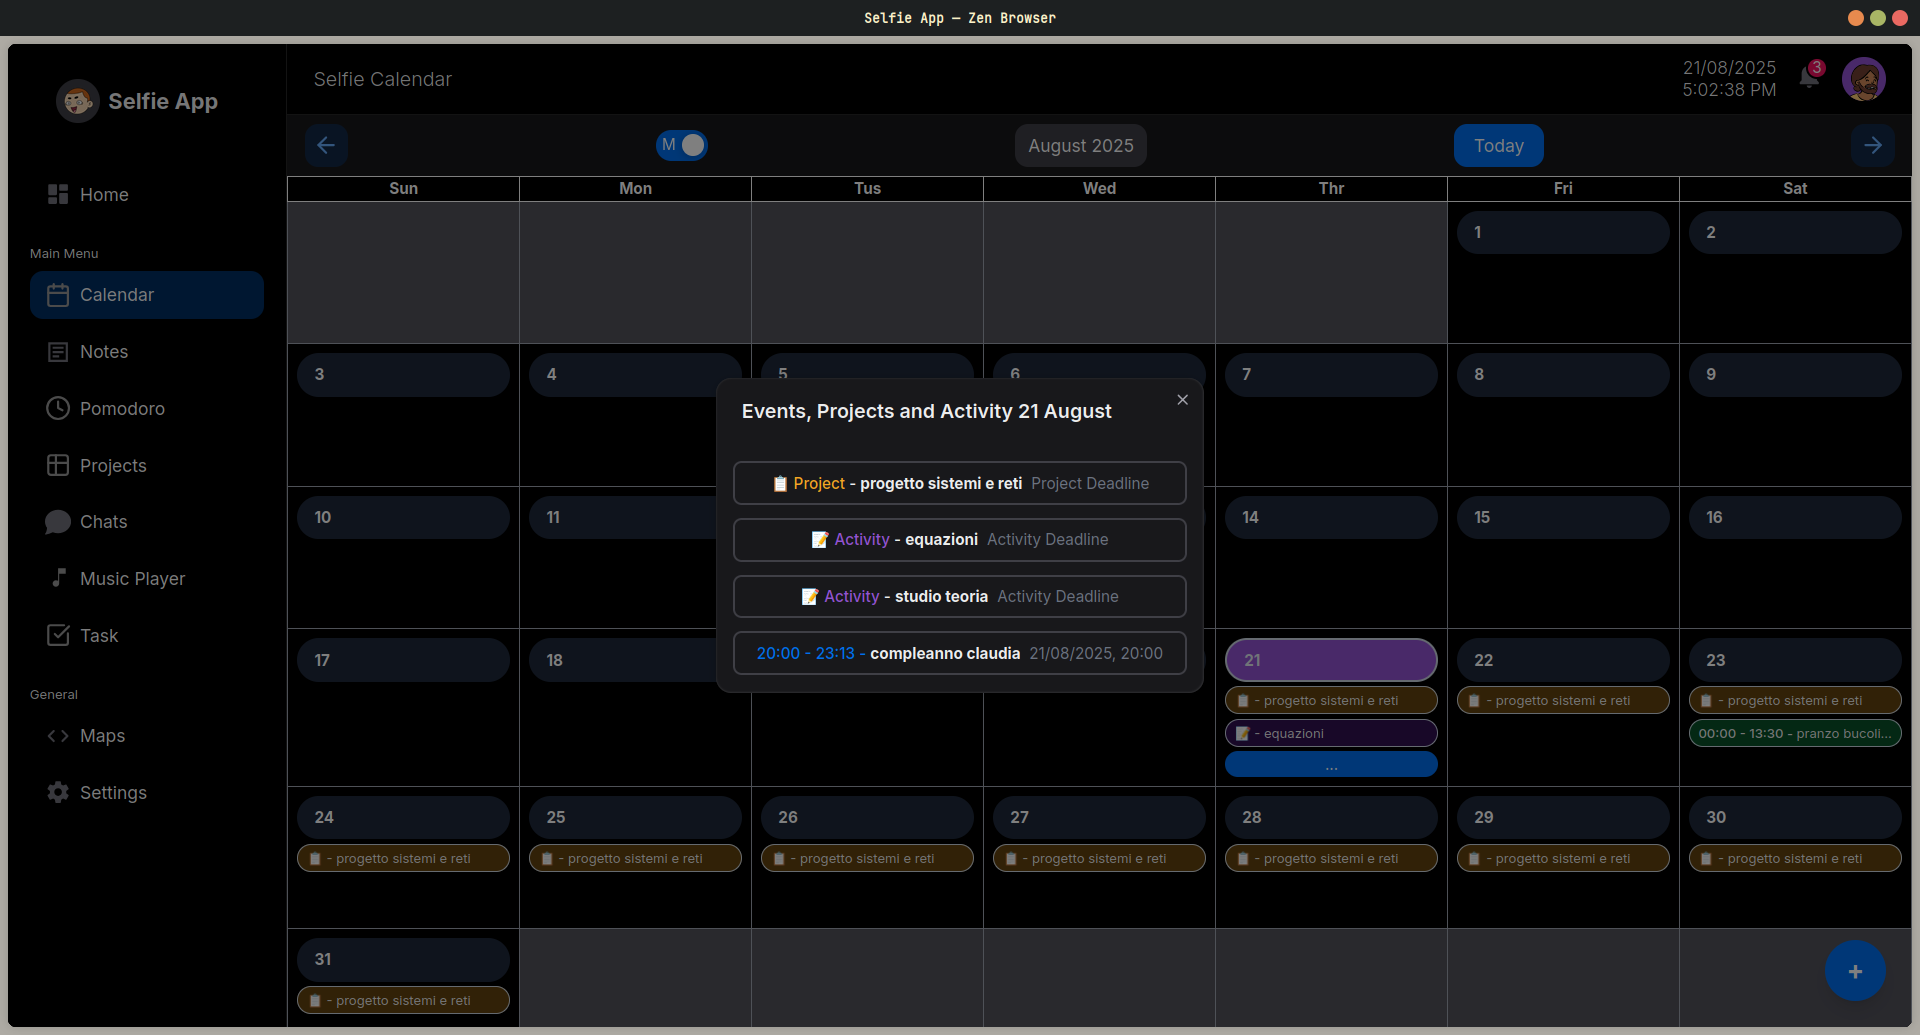 Selfie App — Zen Browser
Selfie App
Home
Main Menu
Calendar
Notes
Pomodoro
Projects
Chats
Music Player
Task
General
Maps
Settings
Selfie Calendar
21/08/2025
5:02:38 PM
3
M
August 2025
Today
Sun Mon Tus Wed Thr Fri Sat
1 2
3 4 5 6 7 8 9
10 11 14 15 16
17 18 21 22 23
- progetto sistemi e reti
- equazioni
...
- progetto sistemi e reti
- progetto sistemi e reti
00:00 - 13:30 - pranzo bucoli...
24 25 26 27 28 29 30
- progetto sistemi e reti
- progetto sistemi e reti
- progetto sistemi e reti
- progetto sistemi e reti
- progetto sistemi e reti
- progetto sistemi e reti
- progetto sistemi e reti
31
- progetto sistemi e reti
+
Events, Projects and Activity 21 August
Project - progetto sistemi e reti Project Deadline
Activity - equazioni Activity Deadline
Activity - studio teoria Activity Deadline
20:00 - 23:13 - compleanno claudia 21/08/2025, 20:00